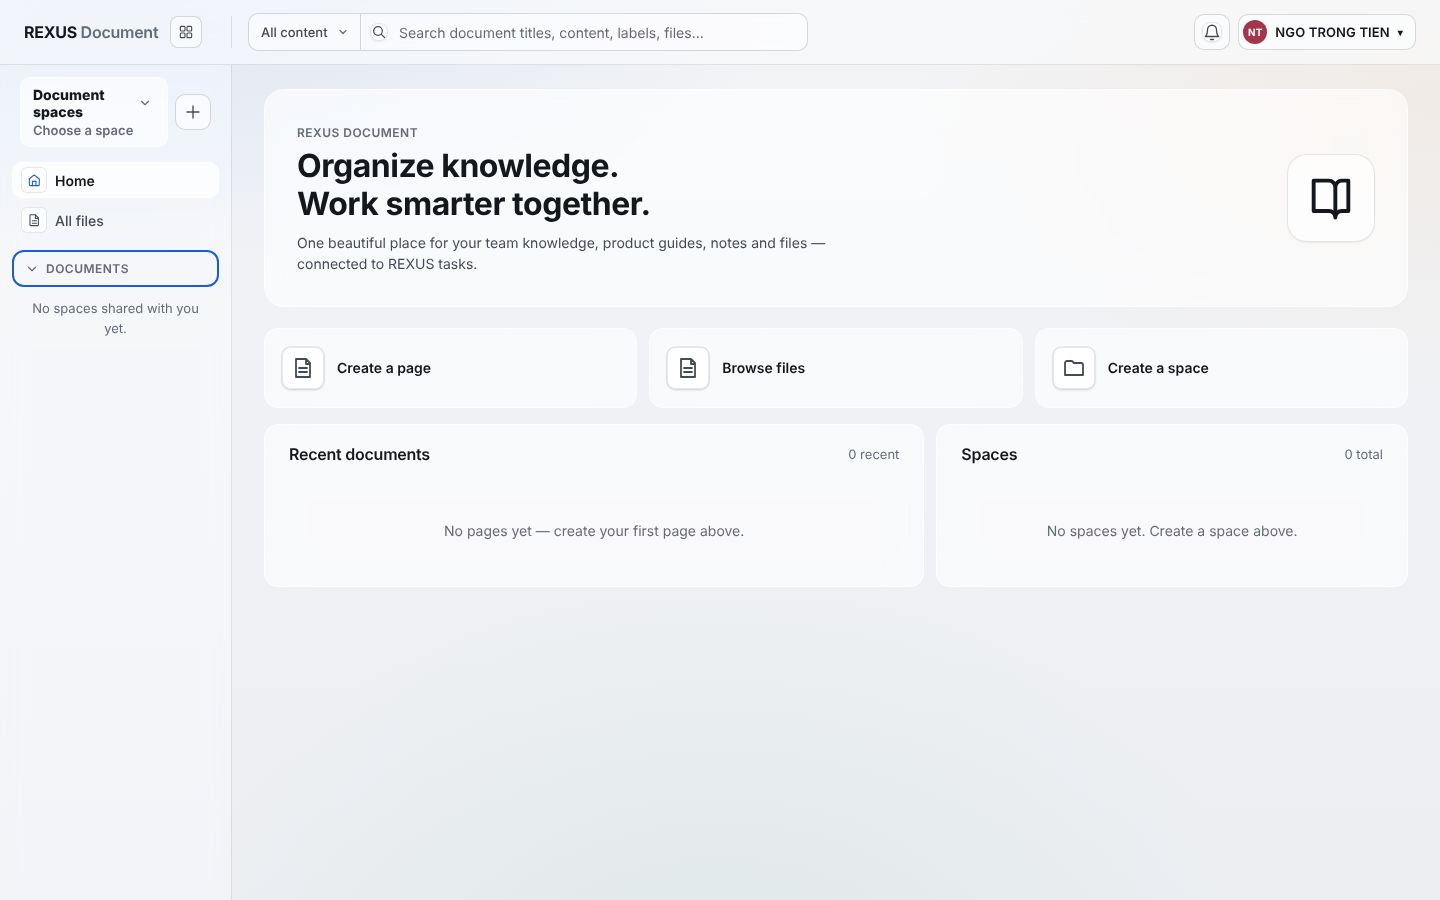 REXUS Document
All content
Search document titles, content, labels, files...
NT
NGO TRONG TIEN
Document
spaces
Choose a space
Home
All files
DOCUMENTS
No spaces shared with you
yet.
REXUS DOCUMENT
Organize knowledge.
Work smarter together.
One beautiful place for your team knowledge, product guides, notes and files —
connected to REXUS tasks.
Create a page
Browse files
Create a space
Recent documents
0 recent
No pages yet — create your first page above.
Spaces
0 total
No spaces yet. Create a space above.